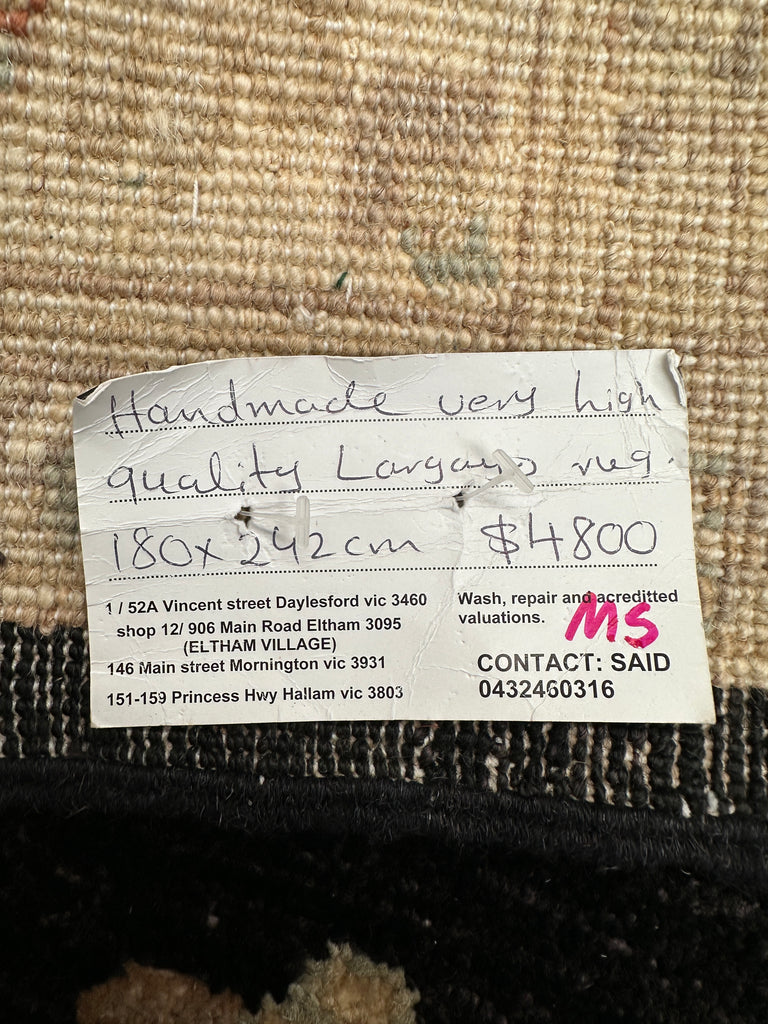 Handmade very high
quality Largayo rug.
180x242cm $4800
1 / 52A Vincent street Daylesford vic 3460
shop 12/ 906 Main Road Eltham 3095
(ELTHAM VILLAGE)
146 Main street Mornington vic 3931
151-159 Princess Hwy Hallam vic 3803
Wash, repair and acreditted
valuations.
MS
CONTACT: SAID
0432460316